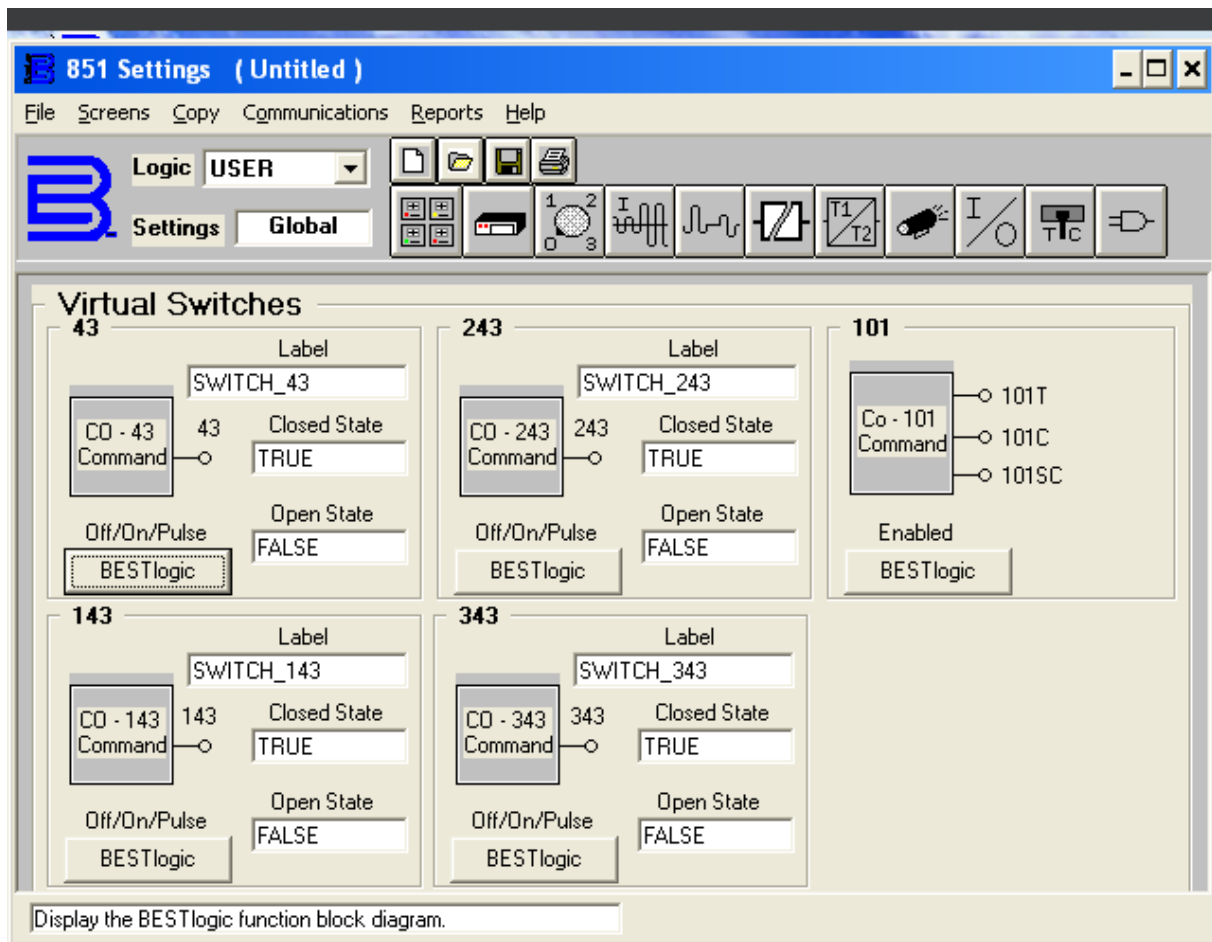 851 Settings ( Untitled )
File Screens Copy Communications Reports Help
Logic USER
Settings Global
1 2 0 3
I
T1 T2
I O
T C
Virtual Switches
43
Label
SWITCH_43
CO - 43 Command
43
Closed State
TRUE
Open State
FALSE
Off/On/Pulse
BESTlogic
243
Label
SWITCH_243
CO - 243 Command
243
Closed State
TRUE
Open State
FALSE
Off/On/Pulse
BESTlogic
101
Co - 101 Command
101T
101C
101SC
Enabled
BESTlogic
143
Label
SWITCH_143
CO - 143 Command
143
Closed State
TRUE
Open State
FALSE
Off/On/Pulse
BESTlogic
343
Label
SWITCH_343
CO - 343 Command
343
Closed State
TRUE
Open State
FALSE
Off/On/Pulse
BESTlogic
Display the BESTlogic function block diagram.